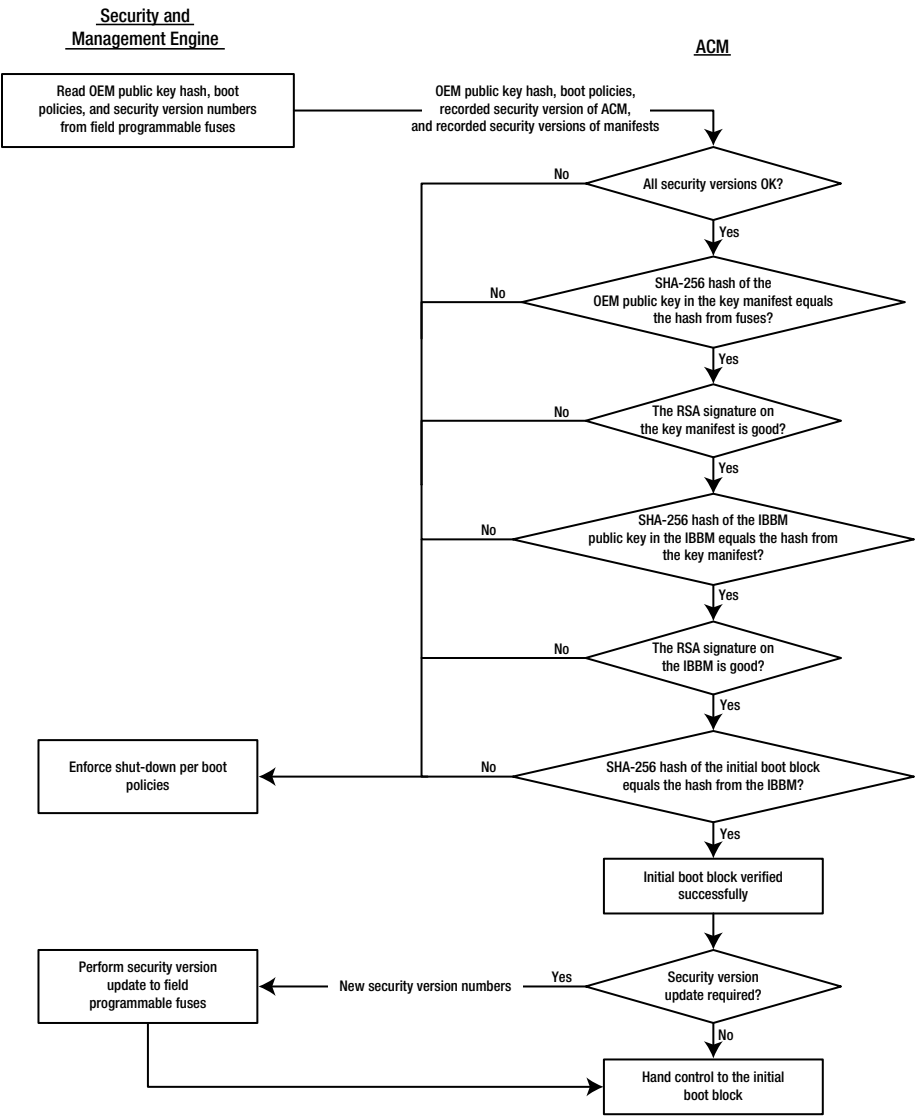 Security and
Management Engine
ACM
Read OEM public key hash, boot
policies, and security version numbers
from field programmable fuses
OEM public key hash, boot policies,
recorded security version of ACM,
and recorded security versions of manifests
No
All security versions OK?
Yes
No
SHA-256 hash of the
OEM public key in the key manifest equals
the hash from fuses?
Yes
No
The RSA signature on
the key manifest is good?
Yes
No
SHA-256 hash of the IBBM
public key in the IBBM equals the hash from
the key manifest?
Yes
No
The RSA signature on
the IBBM is good?
Yes
Enforce shut-down per boot
policies
No
SHA-256 hash of the initial boot block
equals the hash from the IBBM?
Yes
Initial boot block verified
successfully
Perform security version
update to field
programmable fuses
New security version numbers
Yes
Security version
update required?
No
Hand control to the initial
boot block